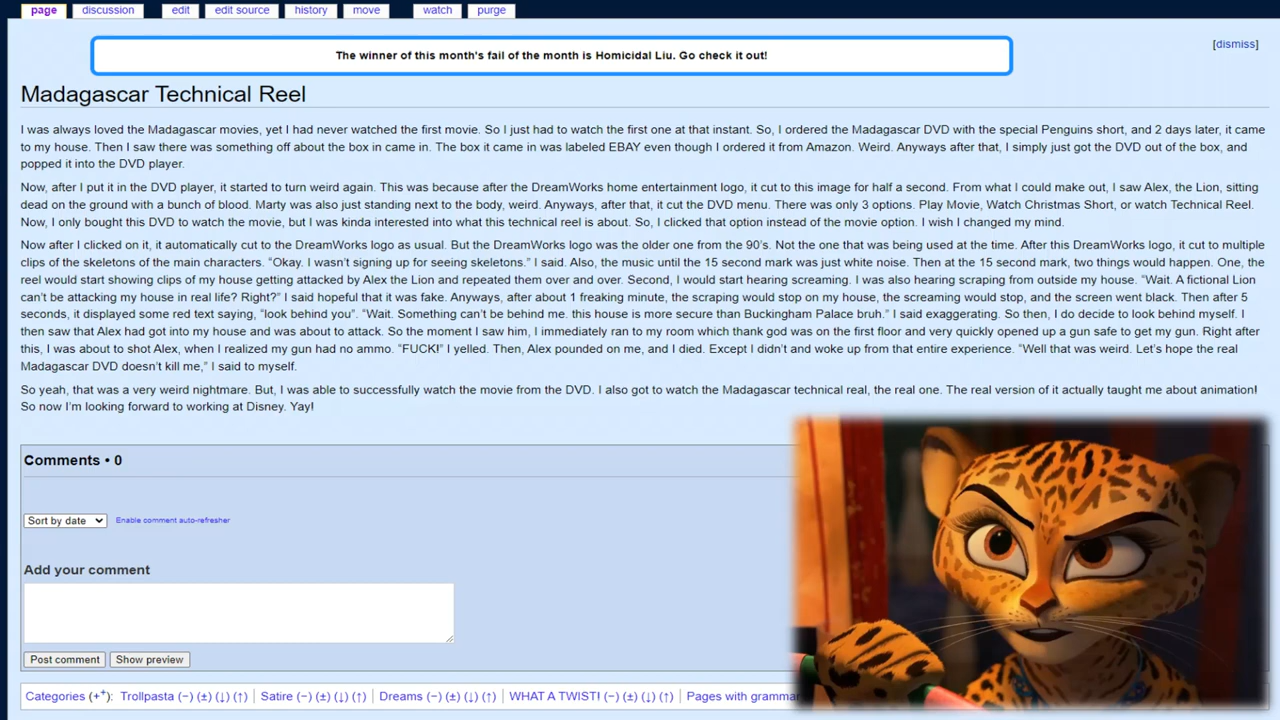 page discussion edit edit source history move watch purge
The winner of this month's fail of the month is Homicidal Liu. Go check it out!
[dismiss]
Madagascar Technical Reel
I was always loved the Madagascar movies, yet I had never watched the first movie. So I just had to watch the first one at that instant. So, I ordered the Madagascar DVD with the special Penguins short, and 2 days later, it came
to my house. Then I saw there was something off about the box in came in. The box it came in was labeled EBAY even though I ordered it from Amazon. Weird. Anyways after that, I simply just got the DVD out of the box, and
popped it into the DVD player.
Now, after I put it in the DVD player, it started to turn weird again. This was because after the DreamWorks home entertainment logo, it cut to this image for half a second. From what I could make out, I saw Alex, the Lion, sitting
dead on the ground with a bunch of blood. Marty was also just standing next to the body, weird. Anyways, after that, it cut the DVD menu. There was only 3 options. Play Movie, Watch Christmas Short, or watch Technical Reel.
Now, I only bought this DVD to watch the movie, but I was kinda interested into what this technical reel is about. So, I clicked that option instead of the movie option. I wish I changed my mind.
Now after I clicked on it, it automatically cut to the DreamWorks logo as usual. But the DreamWorks logo was the older one from the 90's. Not the one that was being used at the time. After this DreamWorks logo, it cut to multiple
clips of the skeletons of the main characters. “Okay. I wasn't signing up for seeing skeletons.” I said. Also, the music until the 15 second mark was just white noise. Then at the 15 second mark, two things would happen. One, the
reel would start showing clips of my house getting attacked by Alex the Lion and repeated them over and over. Second, I would start hearing screaming. I was also hearing scraping from outside my house. “Wait. A fictional Lion
can't be attacking my house in real life? Right?” I said hopeful that it was fake. Anyways, after about 1 freaking minute, the scraping would stop on my house, the screaming would stop, and the screen went black. Then after 5
seconds, it displayed some red text saying, “look behind you”. “Wait. Something can't be behind me. this house is more secure than Buckingham Palace bruh.” I said exaggerating. So then, I do decide to look behind myself. I
then saw that Alex had got into my house and was about to attack. So the moment I saw him, I immediately ran to my room which thank god was on the first floor and very quickly opened up a gun safe to get my gun. Right after
this, I was about to shot Alex, when I realized my gun had no ammo. “FUCK!” I yelled. Then, Alex pounded on me, and I died. Except I didn't and woke up from that entire experience. “Well that was weird. Let's hope the real
Madagascar DVD doesn't kill me,” I said to myself.
So yeah, that was a very weird nightmare. But, I was able to successfully watch the movie from the DVD. I also got to watch the Madagascar technical real, the real one. The real version of it actually taught me about animation!
So now I'm looking forward to working at Disney. Yay!
Comments • 0
Sort by date Enable comment auto-refresher
Add your comment
Post comment Show preview
Categories (+⁺): Trollpasta (−) (±) (↓) (↑) | Satire (−) (±) (↓) (↑) | Dreams (−) (±) (↓) (↑) | WHAT A TWIST! (−) (±) (↓) (↑) | Pages with grammar